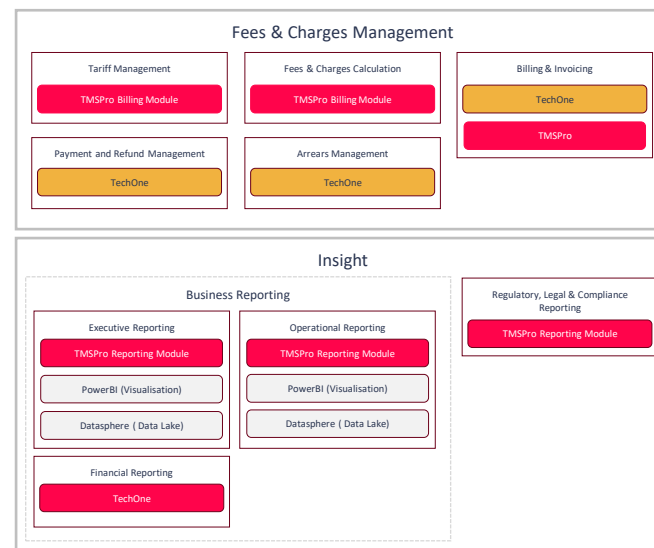 Fees & Charges Management
Tariff Management
TMSPro Billing Module
Fees & Charges Calculation
TMSPro Billing Module
Billing & Invoicing
TechOne
TMSPro
Payment and Refund Management
TechOne
Arrears Management
TechOne
Insight
Business Reporting
Executive Reporting
TMSPro Reporting Module
PowerBI (Visualisation)
Datasphere ( Data Lake)
Operational Reporting
TMSPro Reporting Module
PowerBI (Visualisation)
Datasphere ( Data Lake)
Financial Reporting
TechOne
Regulatory, Legal & Compliance
Reporting
TMSPro Reporting Module